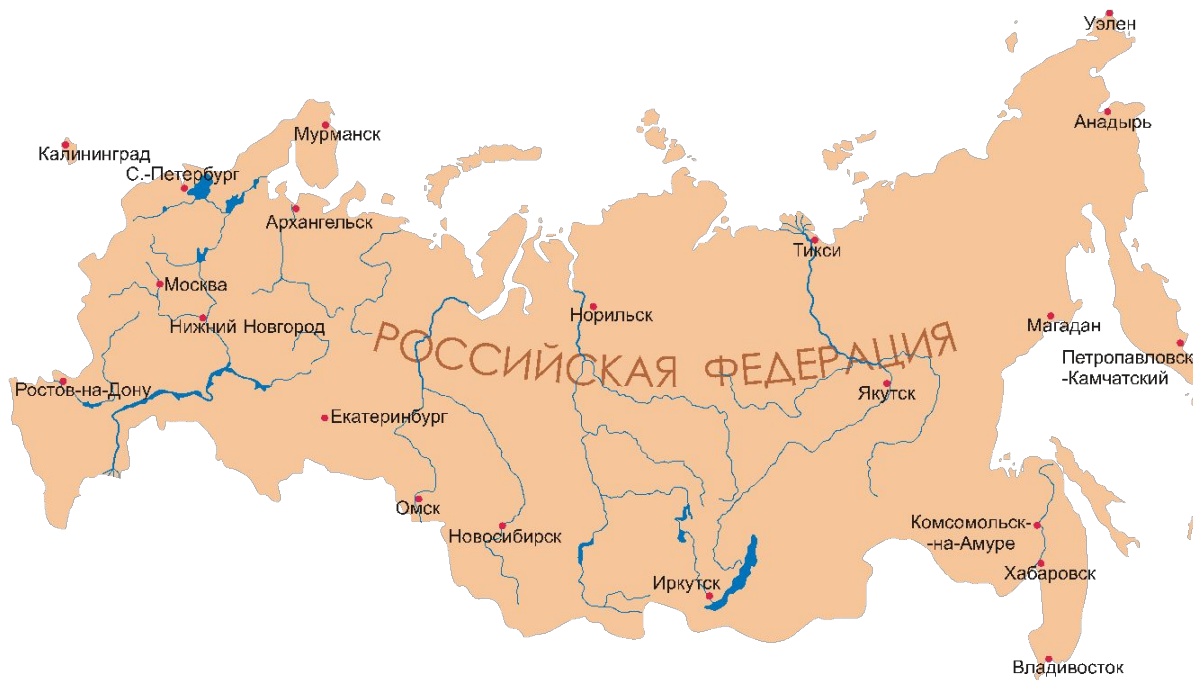 Уэлен
Анадырь
Мурманск
Калининград
С.-Петербург
Архангельск
Тикси
Москва
Норильск
Нижний Новгород
Магадан
РОССИЙСКАЯ ФЕДЕРАЦИЯ
Петропавловск
-Камчатский
Ростов-на-Дону
Якутск
Екатеринбург
Омск
Новосибирск
Комсомольск-
-на-Амуре
Хабаровск
Иркутск
Владивосток